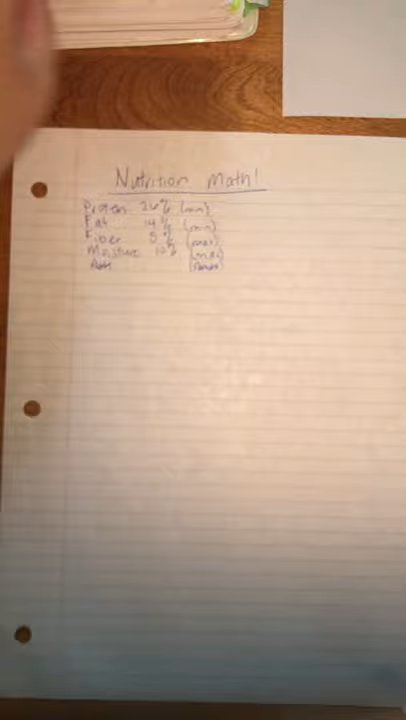 Nutrition Math!
Protein 26% (min)
Fat 14% (min)
Fiber 5% (max)
Moisture 10% (max)